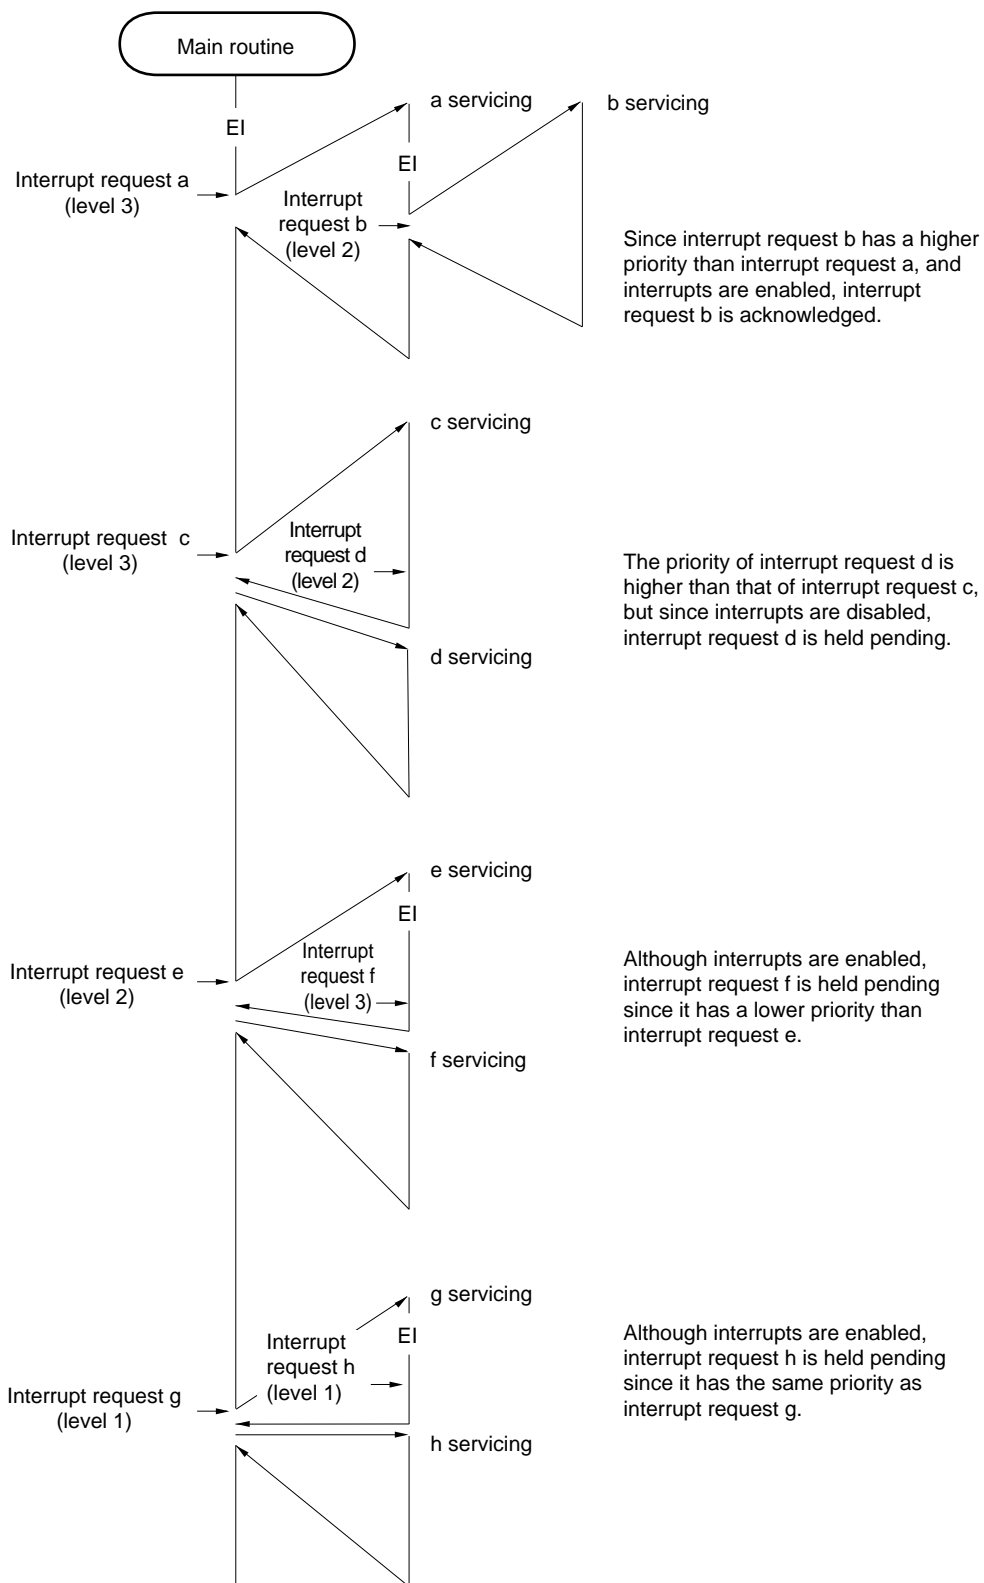 Main routine
EI
a servicing
b servicing
EI
Interrupt request a
(level 3)
Interrupt
request b
(level 2)
Since interrupt request b has a higher
priority than interrupt request a, and
interrupts are enabled, interrupt
request b is acknowledged.
c servicing
Interrupt request c
(level 3)
Interrupt
request d
(level 2)
The priority of interrupt request d is
higher than that of interrupt request c,
but since interrupts are disabled,
interrupt request d is held pending.
d servicing
e servicing
EI
Interrupt request e
(level 2)
Interrupt
request f
(level 3)
Although interrupts are enabled,
interrupt request f is held pending
since it has a lower priority than
interrupt request e.
f servicing
g servicing
EI
Interrupt request g
(level 1)
Interrupt
request h
(level 1)
Although interrupts are enabled,
interrupt request h is held pending
since it has the same priority as
interrupt request g.
h servicing